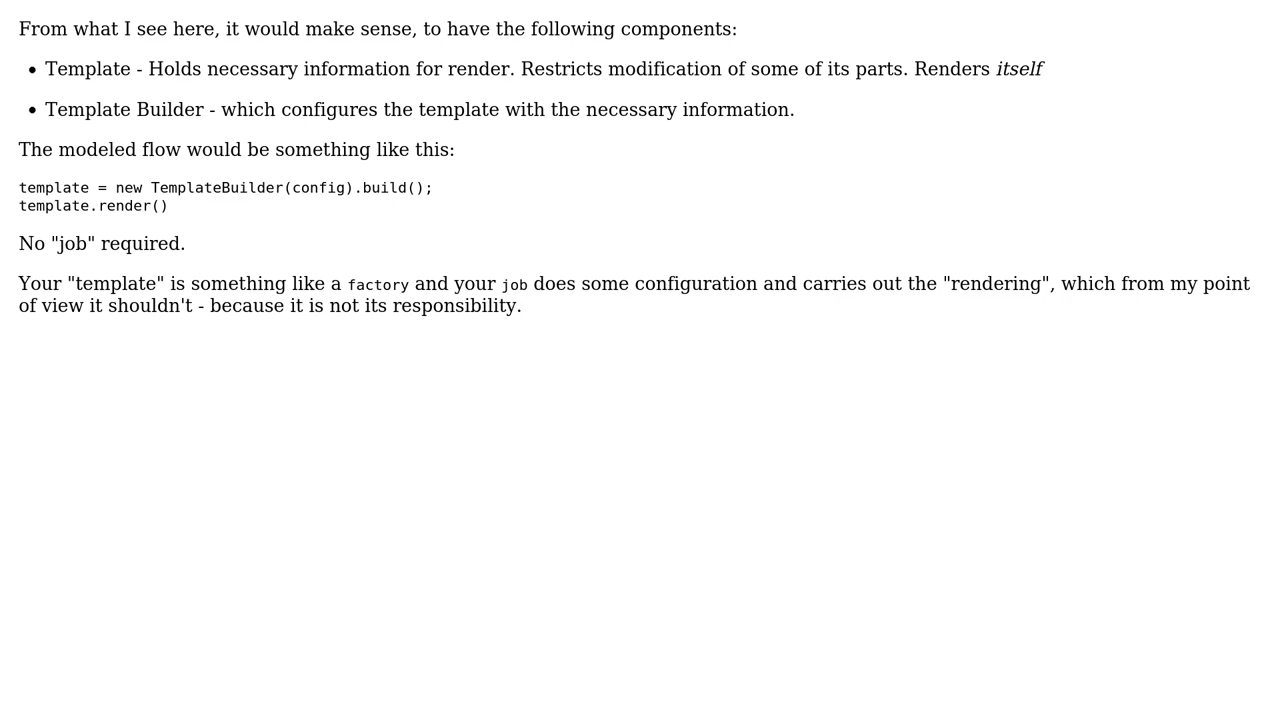 From what I see here, it would make sense, to have the following components:
• Template - Holds necessary information for render. Restricts modification of some of its parts. Renders itself
• Template Builder - which configures the template with the necessary information.
The modeled flow would be something like this:
template = new TemplateBuilder(config).build();
template.render()
No "job" required.
Your "template" is something like a factory and your job does some configuration and carries out the "rendering", which from my point
of view it shouldn't - because it is not its responsibility.